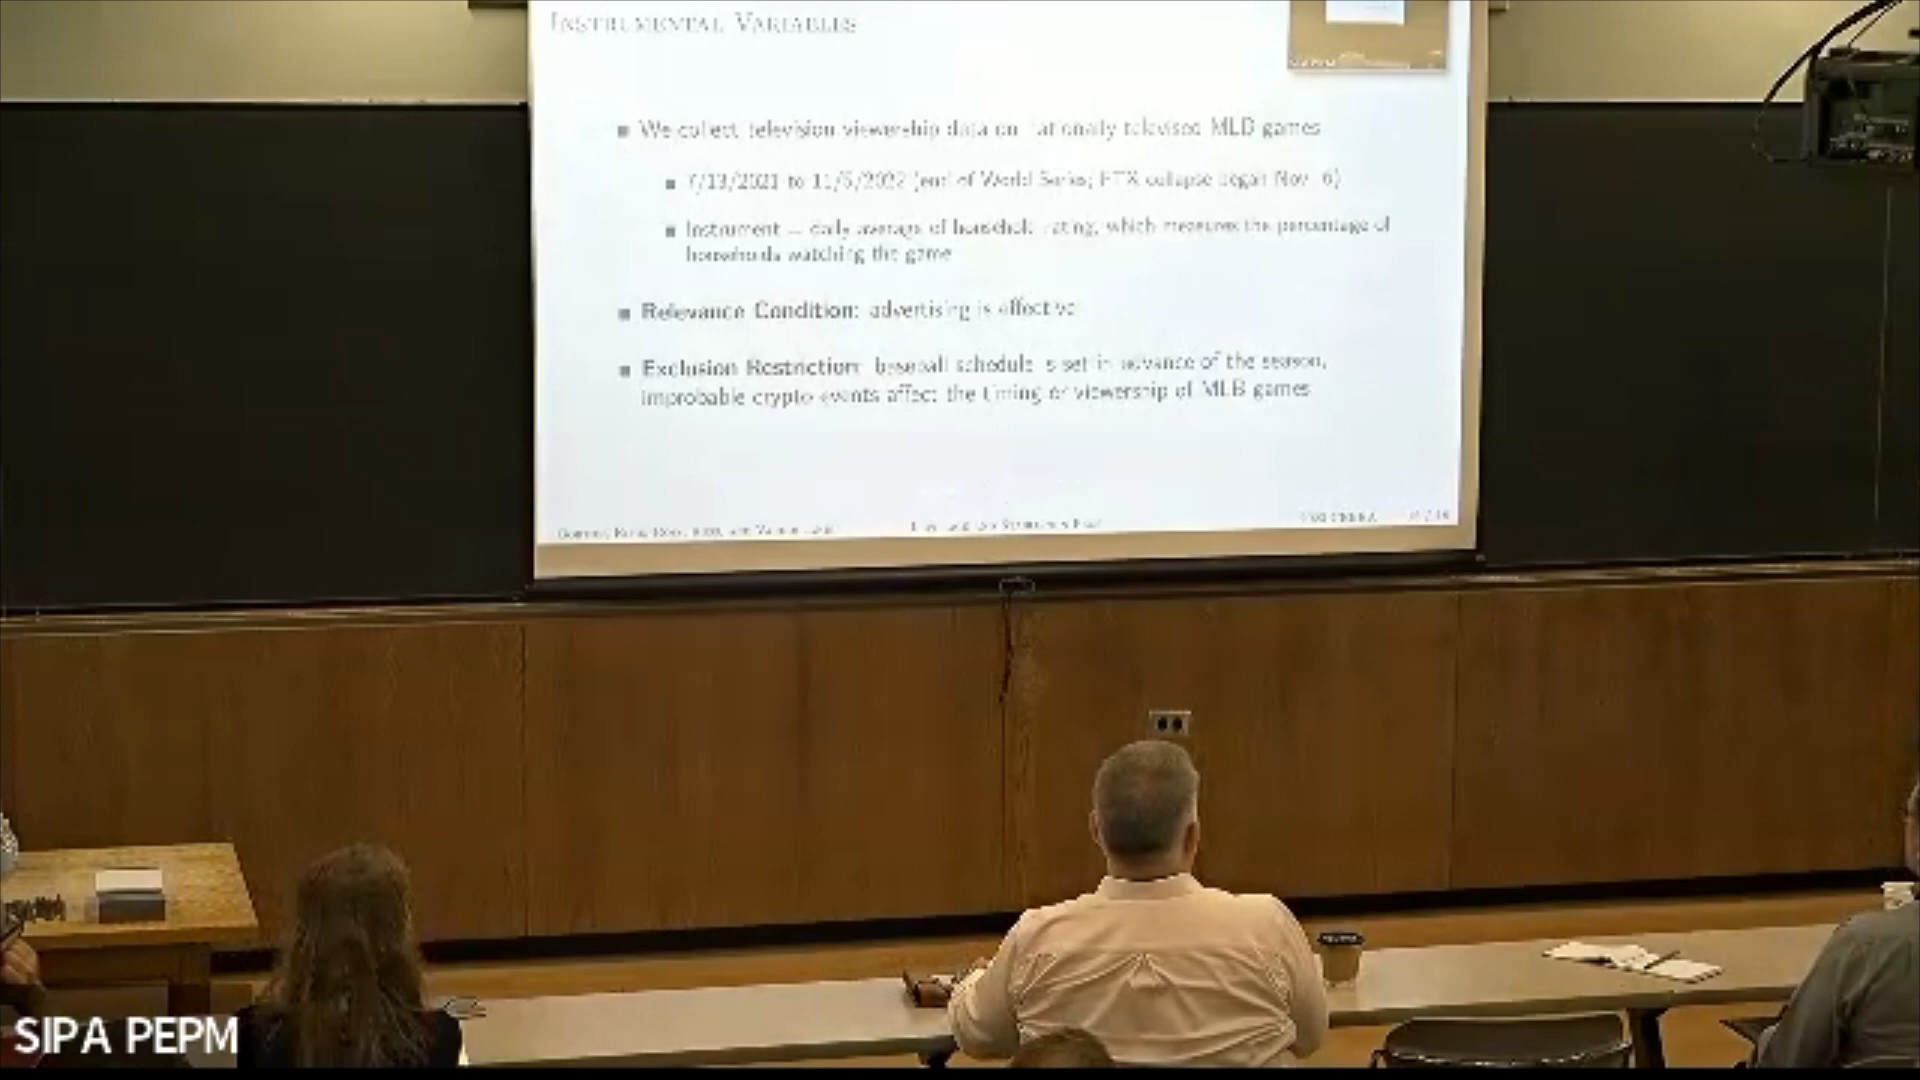 INSTRUMENTAL VARIABLES
We collect television viewership data on nationally televised MLB games
7/13/2021 to 11/5/2022 (end of World Series; FTX collapse began Nov. 6)
Instrument = daily average of household rating, which measures the percentage of
households watching the game
Relevance Condition: advertising is effective
Exclusion Restriction: baseball schedule is set in advance of the season,
improbable crypto events affect the timing or viewership of MLB games
SIPA PEPM